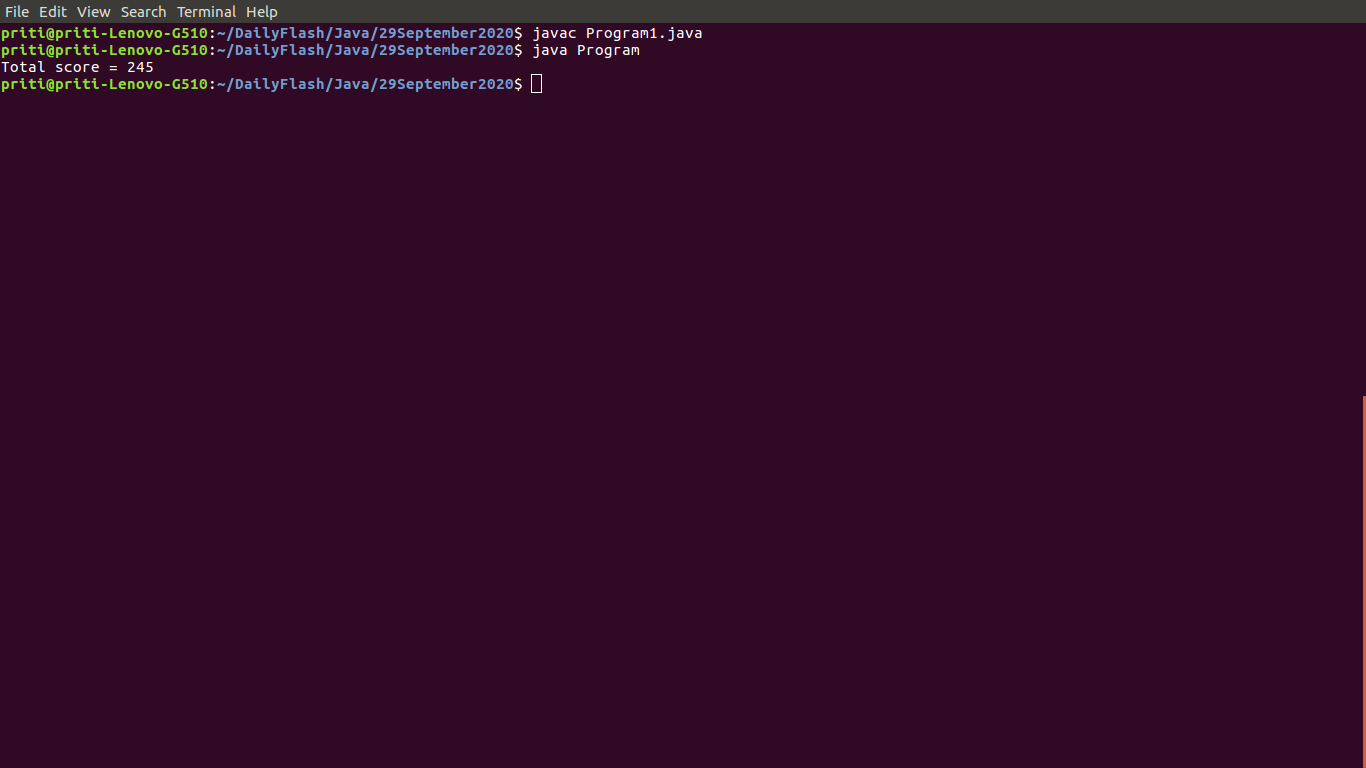 File Edit View Search Terminal Help
priti@priti-Lenovo-G510:~/DailyFlash/Java/29September2020$ javac Program1.java
priti@priti-Lenovo-G510:~/DailyFlash/Java/29September2020$ java Program
Total score = 245
priti@priti-Lenovo-G510:~/DailyFlash/Java/29September2020$